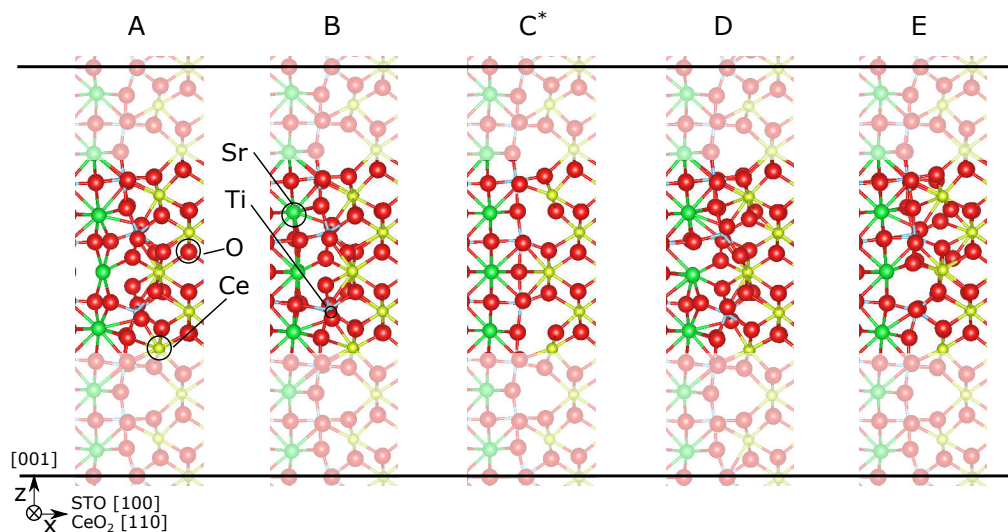 A B C* D E
Sr
Ti
O
Ce
[001]
z
STO [100]
x
CeO₂ [110]